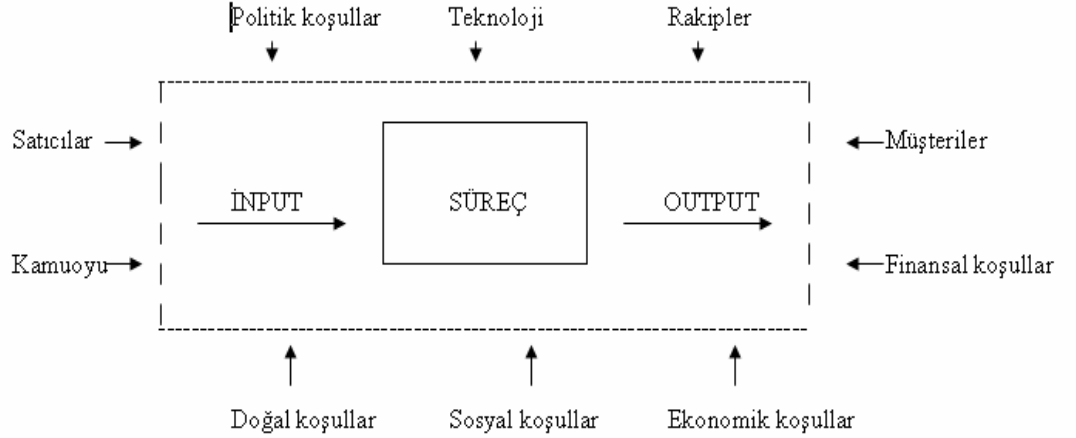 Politik koşullar Teknoloji Rakipler
Satıcılar Müşteriler
İNPUT SÜREÇ OUTPUT
Kamuoyu Finansal koşullar
Doğal koşullar Sosyal koşullar Ekonomik koşullar